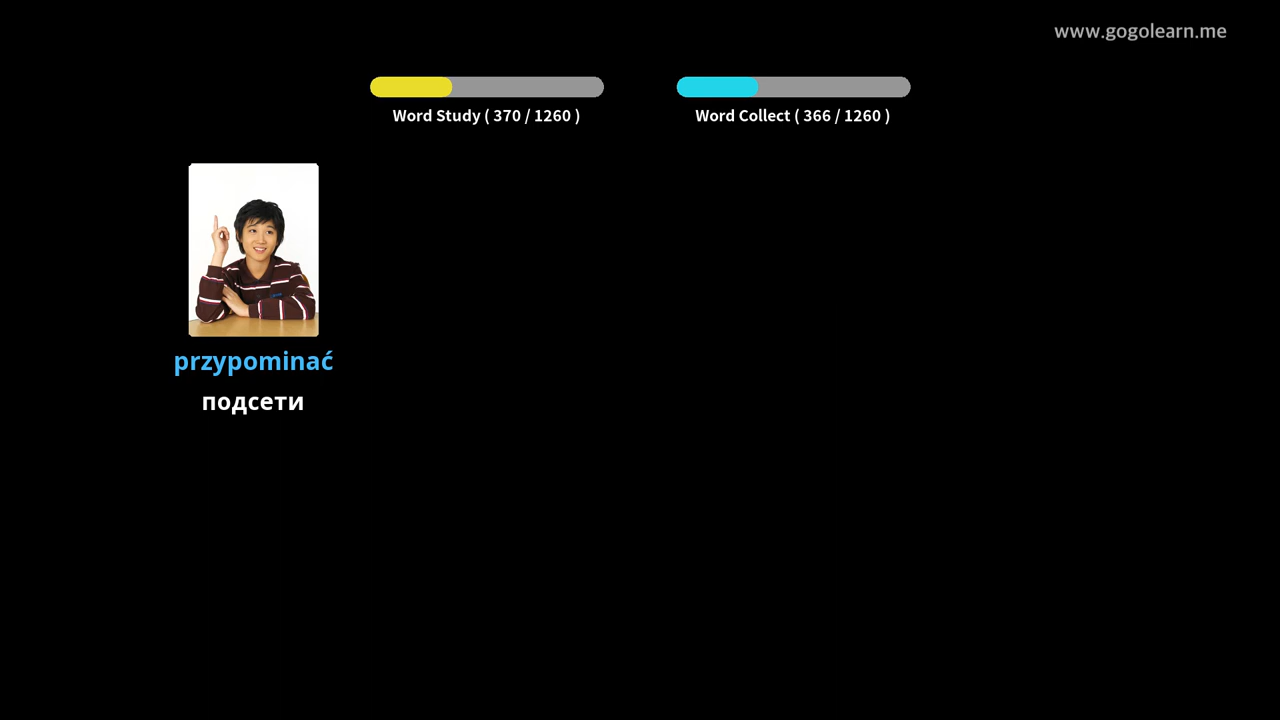 www.gogolearn.me
Word Study ( 370 / 1260 )
Word Collect ( 366 / 1260 )
przypominać
подсети